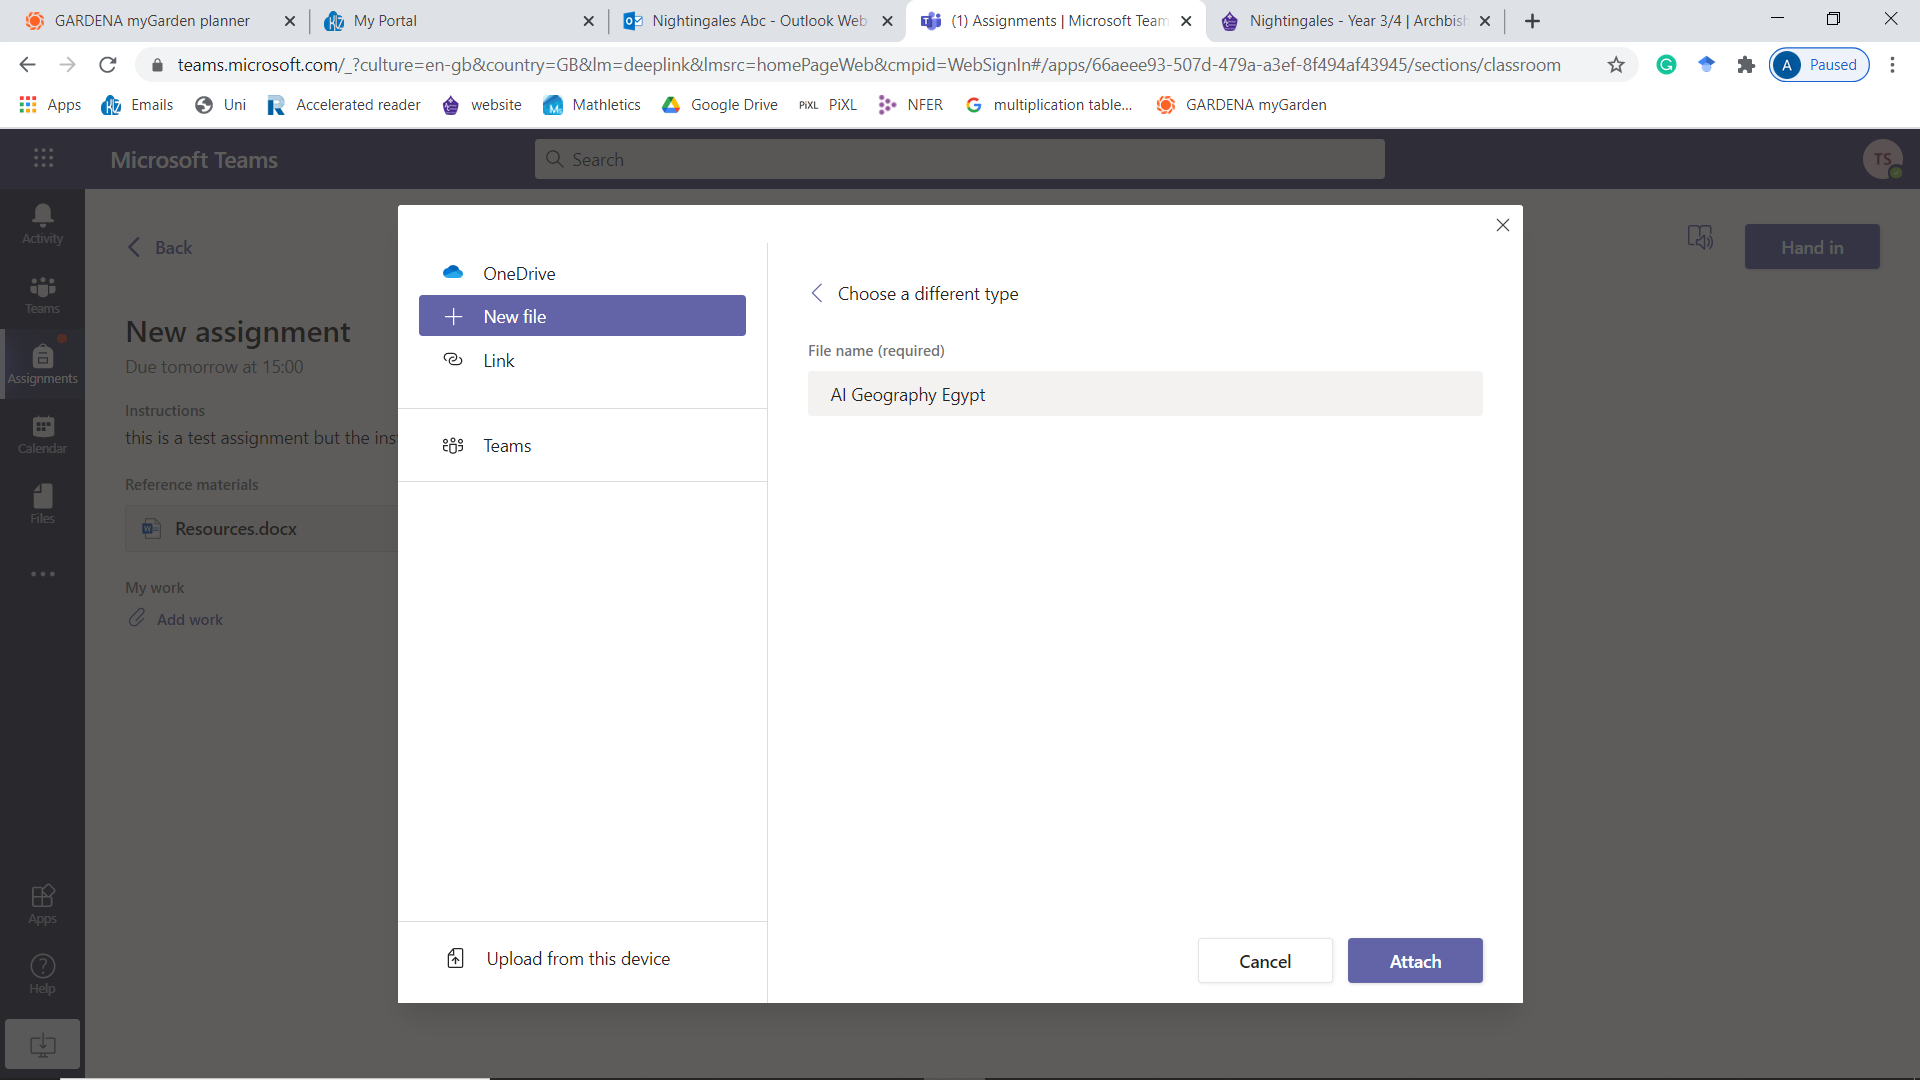 GARDENA myGarden planner
My Portal
Nightingales Abc - Outlook Web
(1) Assignments | Microsoft Team
Nightingales - Year 3/4 | Archbish
teams.microsoft.com/_?culture=en-gb&country=GB&lm=deeplink&lmsrc=homePageWeb&cmpid=WebSignIn#/apps/66aeee93-507d-479a-a3ef-8f494af43945/sections/classroom
A Paused
Apps
Emails
Uni
Accelerated reader
website
Mathletics
Google Drive
PiXL PiXL
NFER
multiplication table...
GARDENA myGarden
Microsoft Teams
Search
TS
Activity
Teams
Assignments
Calendar
Files
Apps
Help
Back
Hand in
New assignment
Due tomorrow at 15:00
Instructions
this is a test assignment but the ins
Reference materials
Resources.docx
My work
Add work
OneDrive
New file
Link
Teams
Upload from this device
Choose a different type
File name (required)
AI Geography Egypt
Cancel
Attach